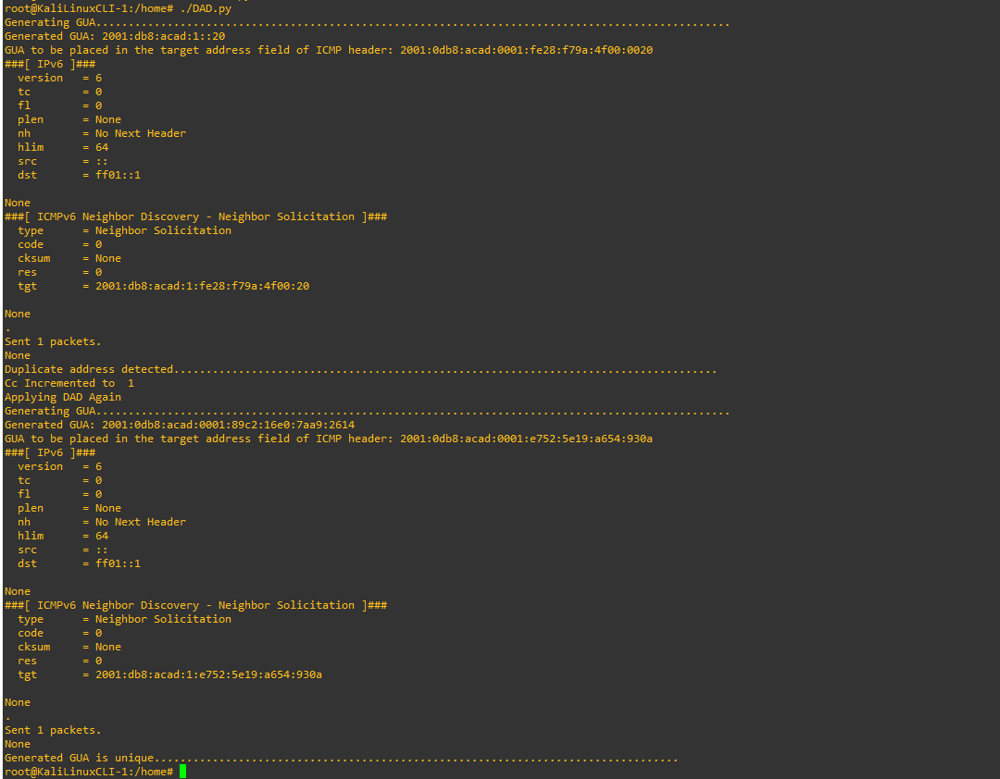 root@KaliLinuxCLI-1:/home# ./DAD.py
Generating GUA..................................................................................................
Generated GUA: 2001:db8:acad:1::20
GUA to be placed in the target address field of ICMP header: 2001:0db8:acad:0001:fe28:f79a:4f00:0020
###[ IPv6 ]###
  version   = 6
  tc        = 0
  fl        = 0
  plen      = None
  nh        = No Next Header
  hlim      = 64
  src       = ::
  dst       = ff01::1
None
###[ ICMPv6 Neighbor Discovery - Neighbor Solicitation ]###
  type      = Neighbor Solicitation
  code      = 0
  cksum     = None
  res       = 0
  tgt       = 2001:db8:acad:1:fe28:f79a:4f00:20
None
.
Sent 1 packets.
None
Duplicate address detected....................................................................................
Cc Incremented to  1
Applying DAD Again
Generating GUA..................................................................................................
Generated GUA: 2001:0db8:acad:0001:89c2:16e0:7aa9:2614
GUA to be placed in the target address field of ICMP header: 2001:0db8:acad:0001:e752:5e19:a654:930a
###[ IPv6 ]###
  version   = 6
  tc        = 0
  fl        = 0
  plen      = None
  nh        = No Next Header
  hlim      = 64
  src       = ::
  dst       = ff01::1
None
###[ ICMPv6 Neighbor Discovery - Neighbor Solicitation ]###
  type      = Neighbor Solicitation
  code      = 0
  cksum     = None
  res       = 0
  tgt       = 2001:db8:acad:1:e752:5e19:a654:930a
None
.
Sent 1 packets.
None
Generated GUA is unique.................................................................................
root@KaliLinuxCLI-1:/home#